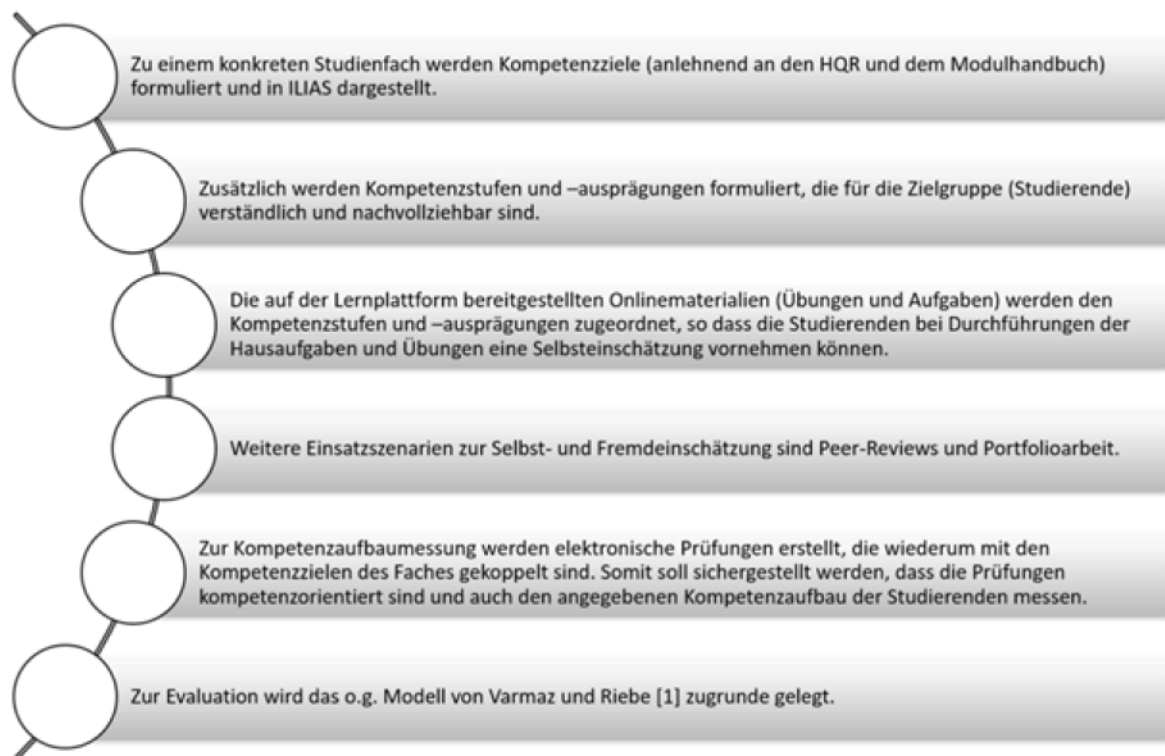 Zu einem konkreten Studienfach werden Kompetenzziele (anlehnend an den HQR und dem Modulhandbuch)
formuliert und in ILIAS dargestellt.
Zusätzlich werden Kompetenzstufen und –ausprägungen formuliert, die für die Zielgruppe (Studierende)
verständlich und nachvollziehbar sind.
Die auf der Lernplattform bereitgestellten Onlinematerialien (Übungen und Aufgaben) werden den
Kompetenzstufen und –ausprägungen zugeordnet, so dass die Studierenden bei Durchführungen der
Hausaufgaben und Übungen eine Selbsteinschätzung vornehmen können.
Weitere Einsatzszenarien zur Selbst- und Fremdeinschätzung sind Peer-Reviews und Portfolioarbeit.
Zur Kompetenzaufbaumessung werden elektronische Prüfungen erstellt, die wiederum mit den
Kompetenzzielen des Faches gekoppelt sind. Somit soll sichergestellt werden, dass die Prüfungen
kompetenzorientiert sind und auch den angegebenen Kompetenzaufbau der Studierenden messen.
Zur Evaluation wird das o.g. Modell von Varmaz und Riebe [1] zugrunde gelegt.